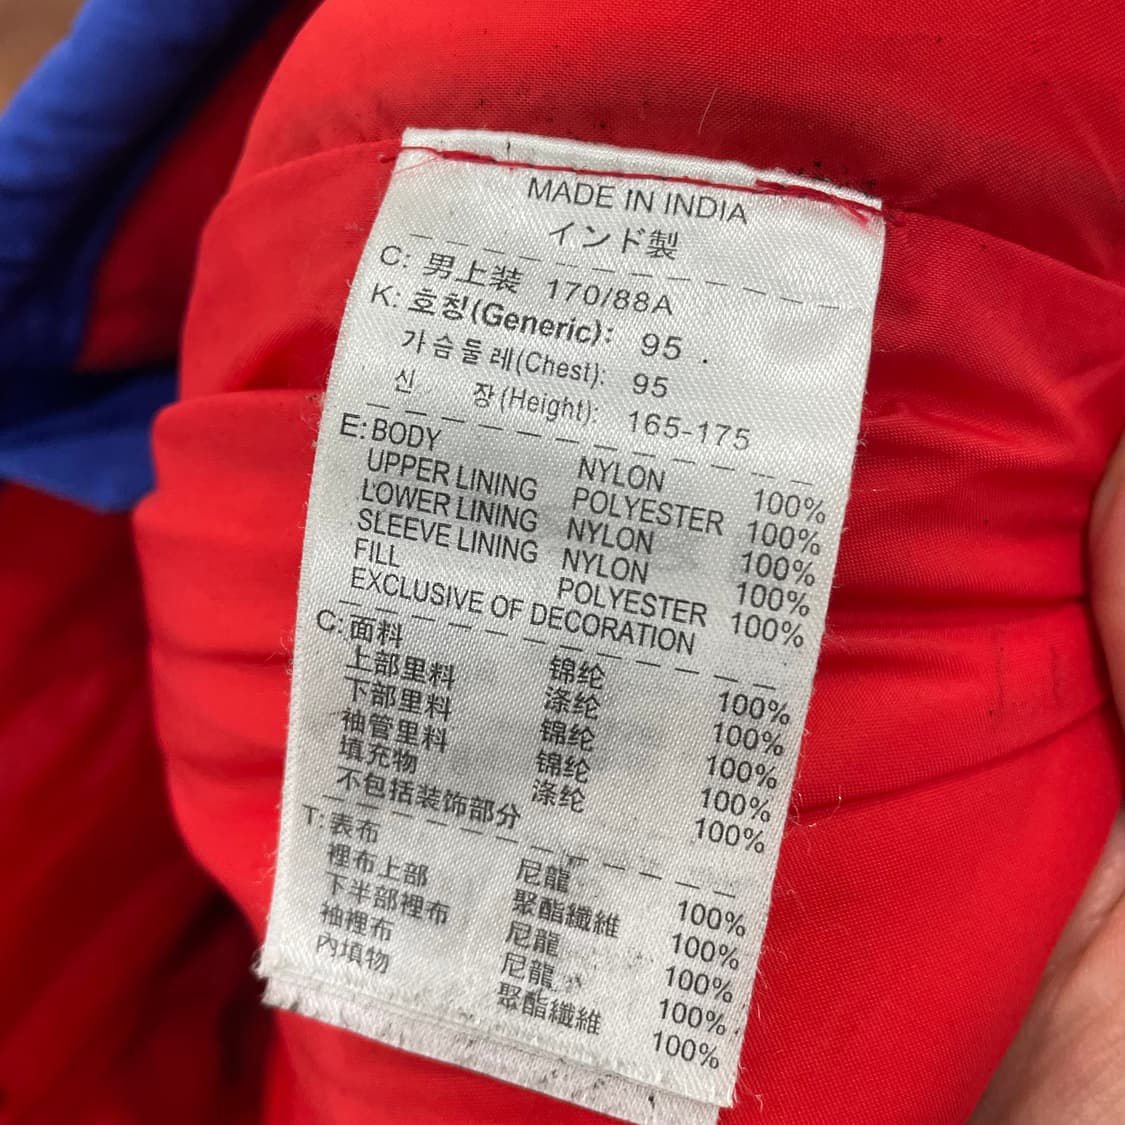 MADE IN INDIA
インド製
C: 男上装 170/88A
K: 호칭(Generic): 95 .
가슴둘레(Chest): 95
신 장(Height): 165-175
E: BODY NYLON 100%
UPPER LINING POLYESTER 100%
LOWER LINING NYLON 100%
SLEEVE LINING NYLON 100%
FILL POLYESTER 100%
EXCLUSIVE OF DECORATION
C: 面料 锦纶 100%
上部里料 涤纶 100%
下部里料 锦纶 100%
袖管里料 锦纶 100%
填充物 涤纶 100%
不包括装饰部分
T: 表布 尼龍 100%
裡布上部 聚酯纖維 100%
下半部裡布 尼龍 100%
袖裡布 尼龍 100%
內填物 聚酯纖維 100%